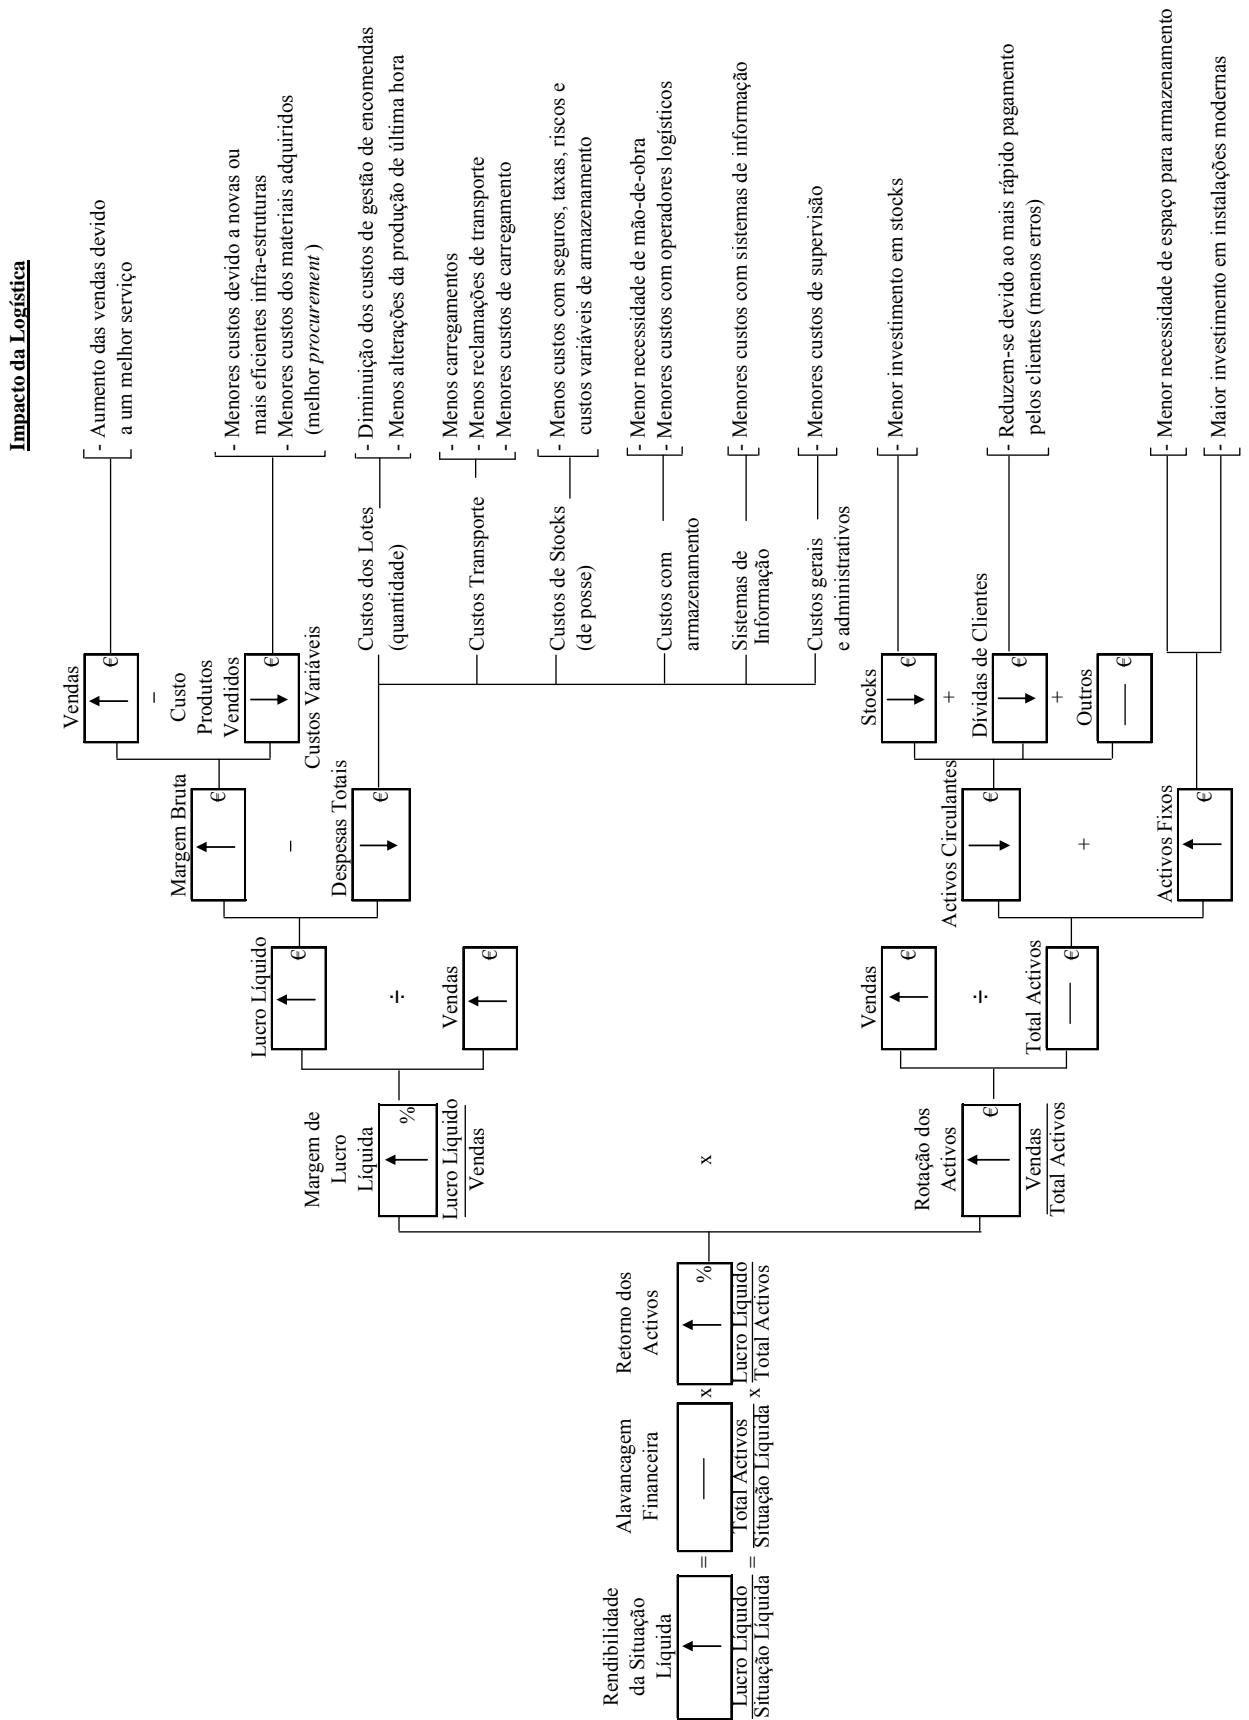 Impacto da Logística
Rendibilidade
da Situação
Líquida
Lucro Líquido
Situação Líquida
=
=
Alavancagem
Financeira
Total Activos
Situação Líquida
x
x
Retorno dos
Activos
%
Lucro Líquido
Total Activos
Margem de
Lucro
Líquida
%
Lucro Líquido
Vendas
x
Rotação dos
Activos
€
Vendas
Total Activos
Lucro Líquido
€
÷
Vendas
€
Vendas
€
÷
Total Activos
€
Margem Bruta
€
–
Despesas Totais
€
Activos Circulantes
€
+
Activos Fixos
€
Vendas
€
–
Custo
Produtos
Vendidos
€
Custos Variáveis
Custos dos Lotes
(quantidade)
Custos Transporte
Custos de Stocks
(de posse)
Custos com
armazenamento
Sistemas de
Informação
Custos gerais
e administrativos
Stocks
€
+
Dívidas de Clientes
€
+
Outros
€
- Aumento das vendas devido
a um melhor serviço
- Menores custos devido a novas ou
mais eficientes infra-estruturas
- Menores custos dos materiais adquiridos
(melhor procurement )
- Diminuição dos custos de gestão de encomendas
- Menos alterações da produção de última hora
- Menos carregamentos
- Menos reclamações de transporte
- Menores custos de carregamento
- Menos custos com seguros, taxas, riscos e
custos variáveis de armazenamento
- Menor necessidade de mão-de-obra
- Menores custos com operadores logísticos
- Menores custos com sistemas de informação
- Menores custos de supervisão
- Menor investimento em stocks
- Reduzem-se devido ao mais rápido pagamento
pelos clientes (menos erros)
- Menor necessidade de espaço para armazenamento
- Maior investimento em instalações modernas